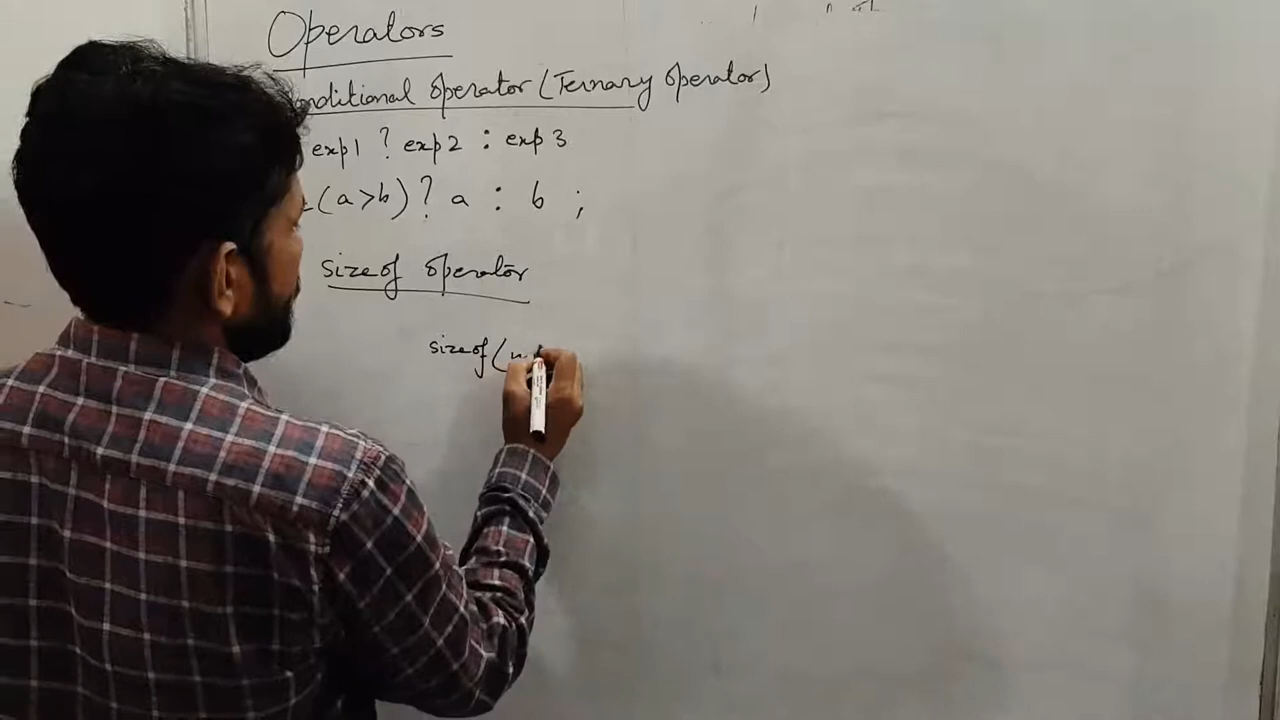 Operators
onditional operator (Ternary operator)
exp1 ? exp2 : exp3
(a>b) ? a : b ;
sizeof operator
sizeof(